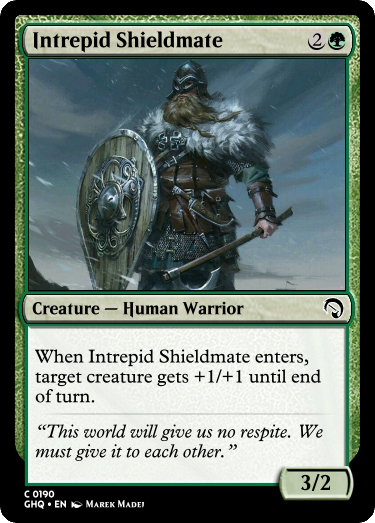 Intrepid Shieldmate 2
Creature — Human Warrior
When Intrepid Shieldmate enters,
target creature gets +1/+1 until end
of turn.
“This world will give us no respite. We
must give it to each other.”
3/2
C 0190
GHQ • EN Marek Madej